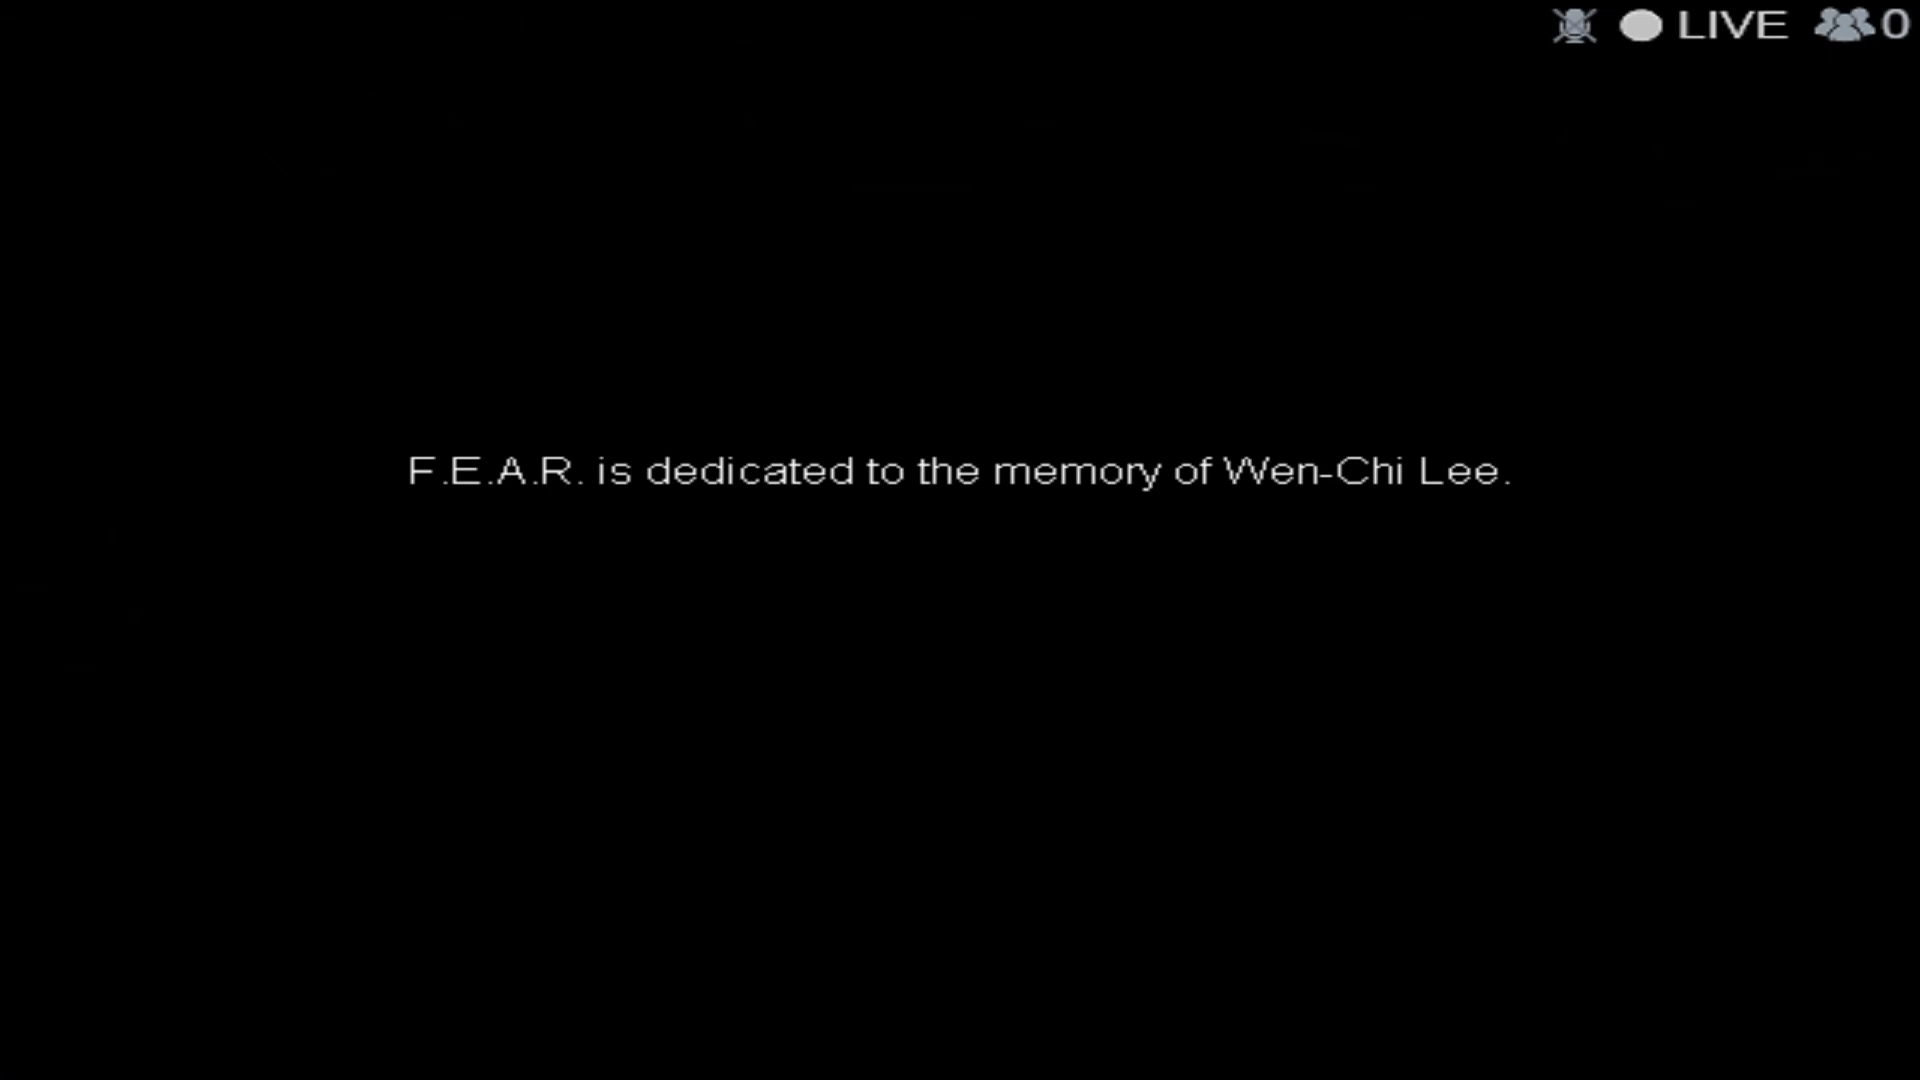 LIVE 0
F.E.A.R. is dedicated to the memory of Wen-Chi Lee.